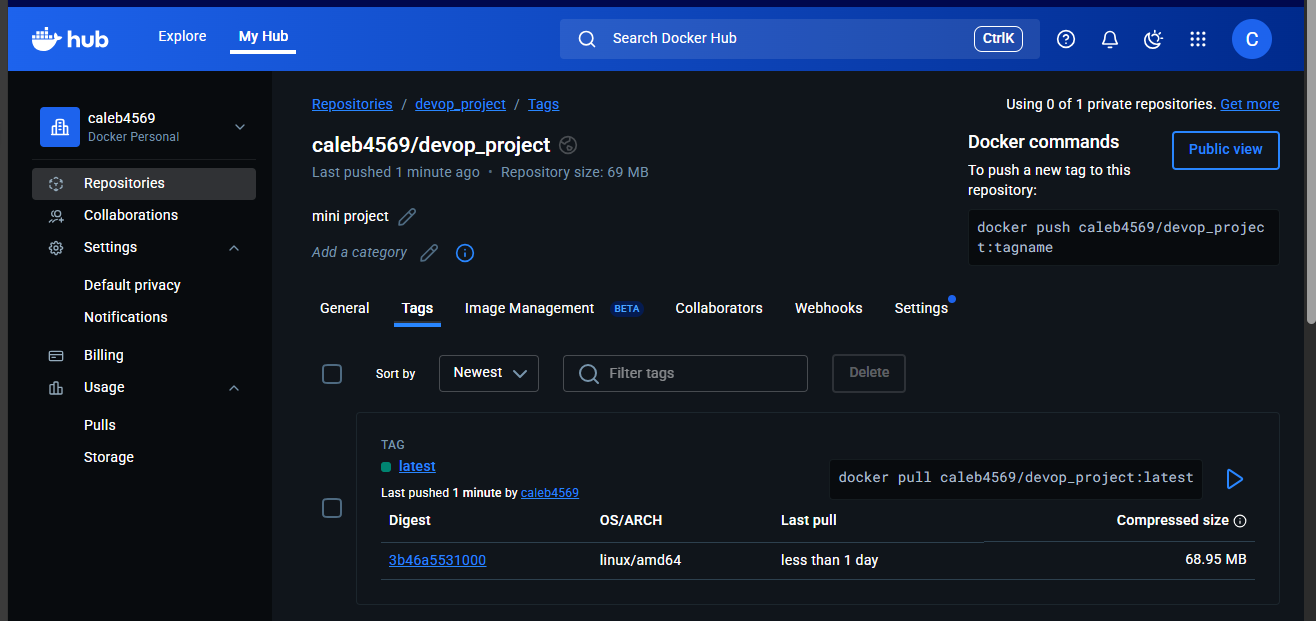 hub
Explore
My Hub
Search Docker Hub
CtrlK
C
caleb4569
Docker Personal
Repositories
Collaborations
Settings
Default privacy
Notifications
Billing
Usage
Pulls
Storage
Repositories / devop_project / Tags
Using 0 of 1 private repositories. Get more
caleb4569/devop_project
Last pushed 1 minute ago • Repository size: 69 MB
mini project
Add a category
Docker commands
Public view
To push a new tag to this
repository:
docker push caleb4569/devop_projec
t:tagname
General
Tags
Image Management BETA
Collaborators
Webhooks
Settings
Sort by
Newest
Filter tags
Delete
TAG
latest
Last pushed 1 minute by caleb4569
docker pull caleb4569/devop_project:latest
Digest OS/ARCH Last pull Compressed size
3b46a5531000 linux/amd64 less than 1 day 68.95 MB